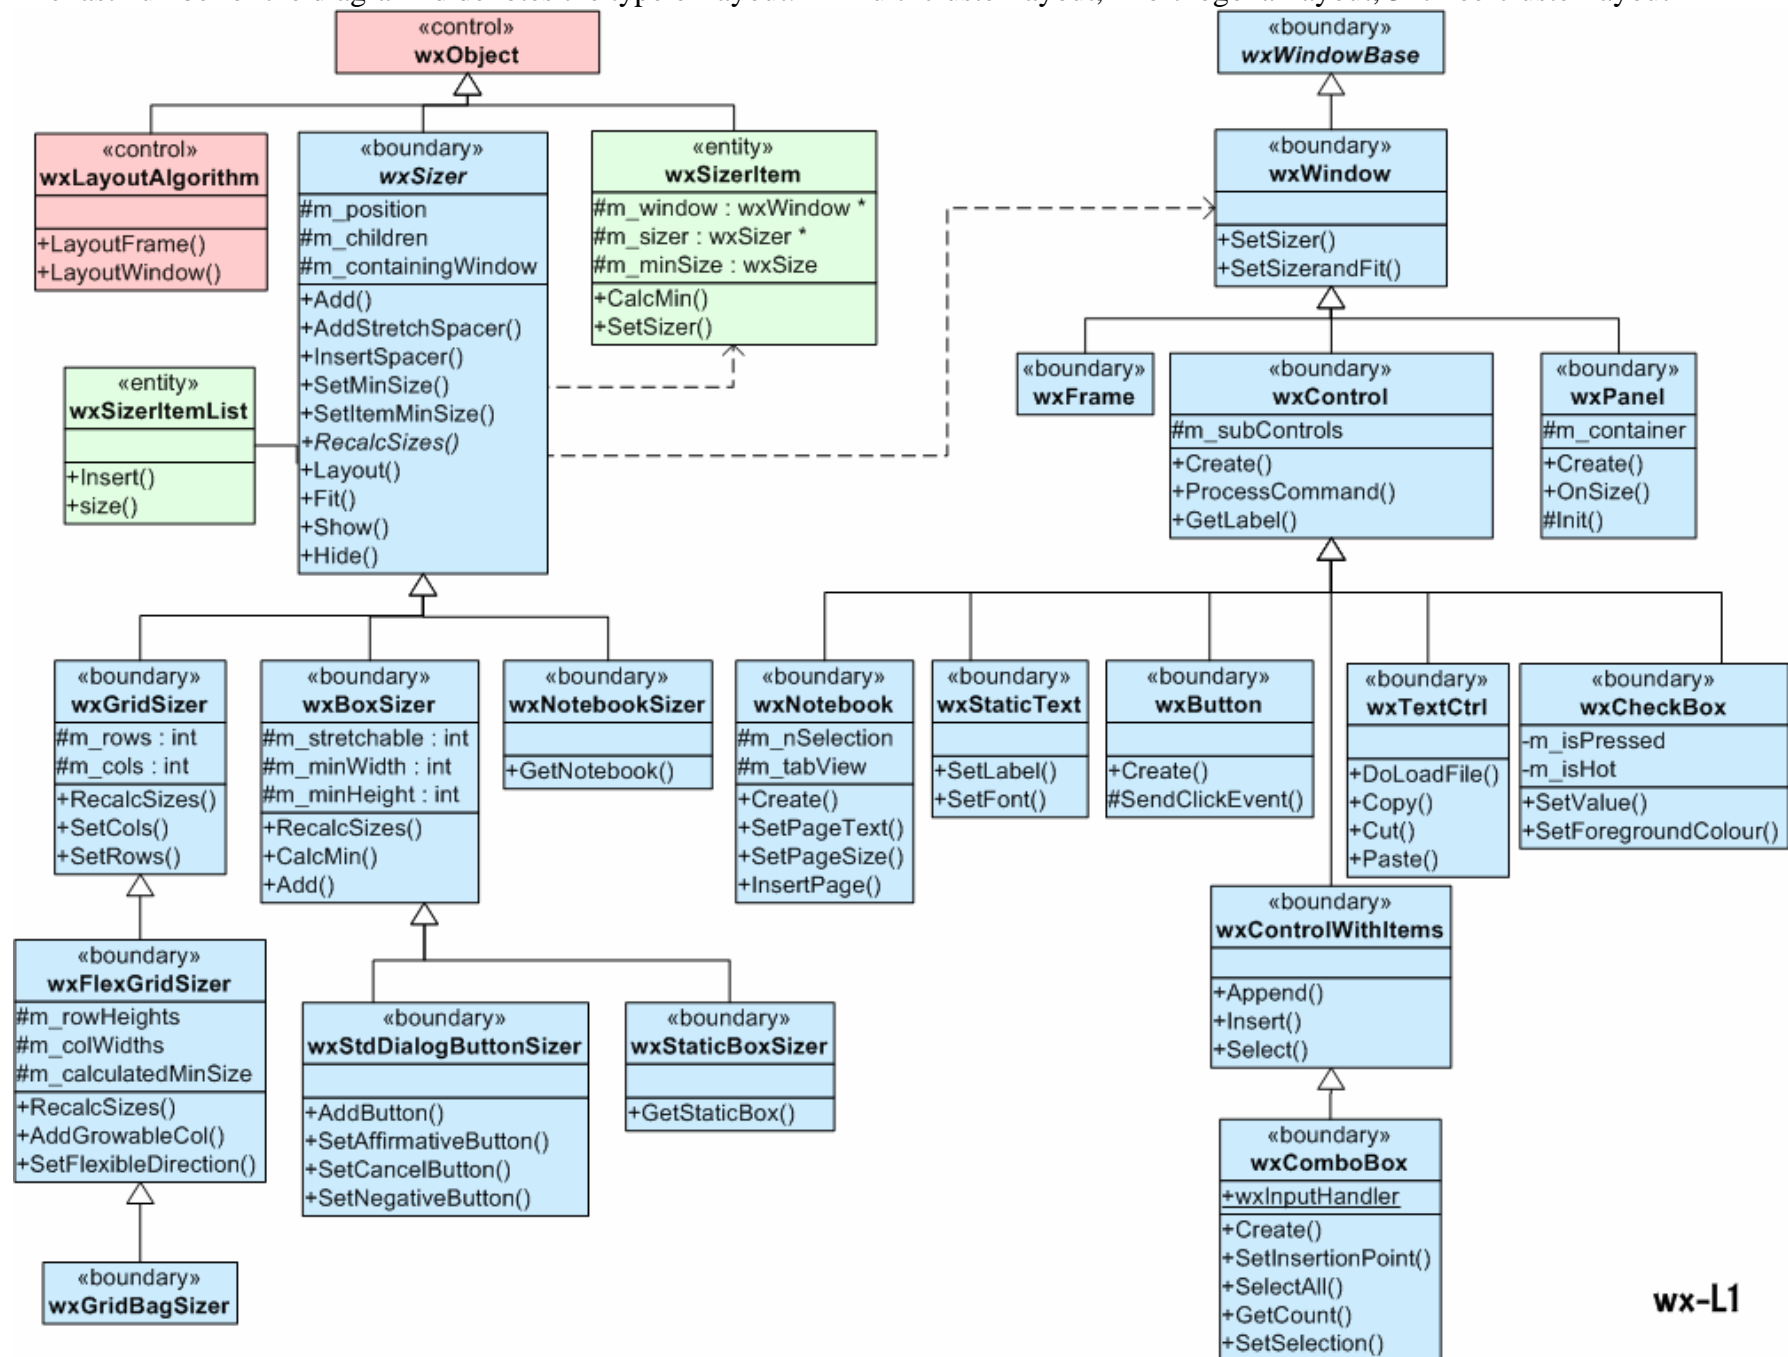 «control»
wxObject
«boundary»
wxWindowBase
«control»
wxLayoutAlgorithm
+LayoutFrame()
+LayoutWindow()
«boundary»
wxSizer
#m_position
#m_children
#m_containingWindow
+Add()
+AddStretchSpacer()
+InsertSpacer()
+SetMinSize()
+SetItemMinSize()
+RecalcSizes()
+Layout()
+Fit()
+Show()
+Hide()
«entity»
wxSizerItem
#m_window : wxWindow *
#m_sizer : wxSizer *
#m_minSize : wxSize
+CalcMin()
+SetSizer()
«boundary»
wxWindow
+SetSizer()
+SetSizerandFit()
«entity»
wxSizerItemList
+Insert()
+size()
«boundary»
wxFrame
«boundary»
wxControl
#m_subControls
+Create()
+ProcessCommand()
+GetLabel()
«boundary»
wxPanel
#m_container
+Create()
+OnSize()
#Init()
«boundary»
wxGridSizer
#m_rows : int
#m_cols : int
+RecalcSizes()
+SetCols()
+SetRows()
«boundary»
wxBoxSizer
#m_stretchable : int
#m_minWidth : int
#m_minHeight : int
+RecalcSizes()
+CalcMin()
+Add()
«boundary»
wxNotebookSizer
+GetNotebook()
«boundary»
wxNotebook
#m_nSelection
#m_tabView
+Create()
+SetPageText()
+SetPageSize()
+InsertPage()
«boundary»
wxStaticText
+SetLabel()
+SetFont()
«boundary»
wxButton
+Create()
#SendClickEvent()
«boundary»
wxTextCtrl
+DoLoadFile()
+Copy()
+Cut()
+Paste()
«boundary»
wxCheckBox
-m_isPressed
-m_isHot
+SetValue()
+SetForegroundColour()
«boundary»
wxControlWithItems
+Append()
+Insert()
+Select()
«boundary»
wxFlexGridSizer
#m_rowHeights
#m_colWidths
#m_calculatedMinSize
+RecalcSizes()
+AddGrowableCol()
+SetFlexibleDirection()
«boundary»
wxStdDialogButtonSizer
+AddButton()
+SetAffirmativeButton()
+SetCancelButton()
+SetNegativeButton()
«boundary»
wxStaticBoxSizer
+GetStaticBox()
«boundary»
wxComboBox
+wxInputHandler
+Create()
+SetInsertionPoint()
+SelectAll()
+GetCount()
+SetSelection()
«boundary»
wxGridBagSizer
wx-L1